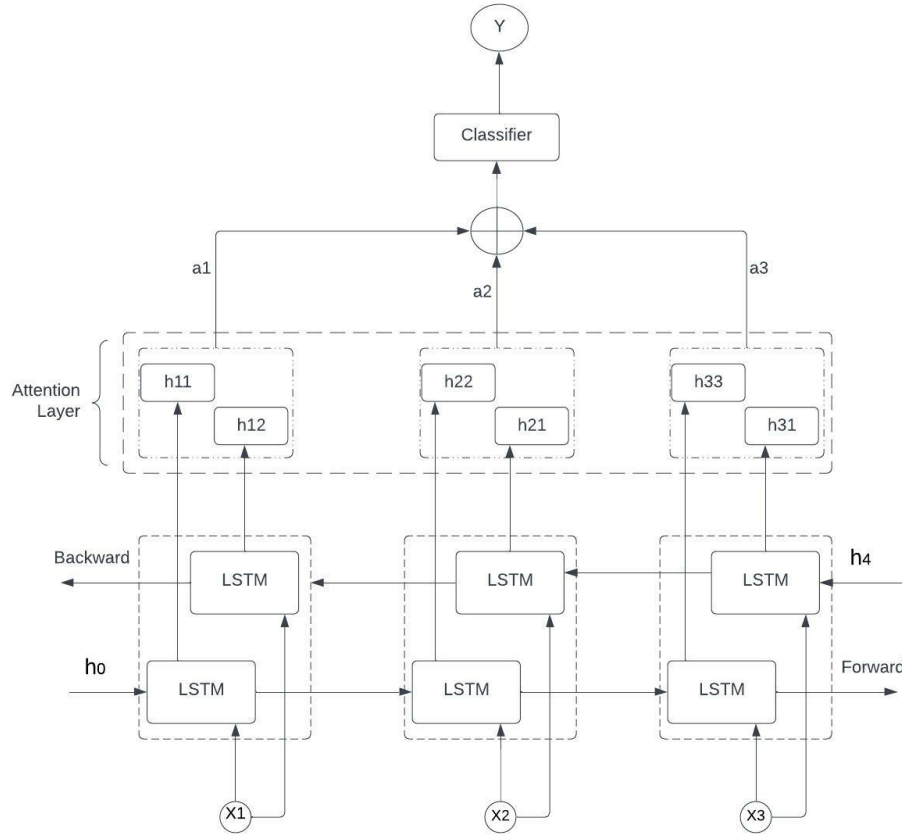 Y
Classifier
a1
a2
a3
Attention
Layer
h11
h22
h33
h12
h21
h31
Backward
LSTM
LSTM
LSTM
h4
h0
LSTM
LSTM
LSTM
Forward
X1
X2
X3